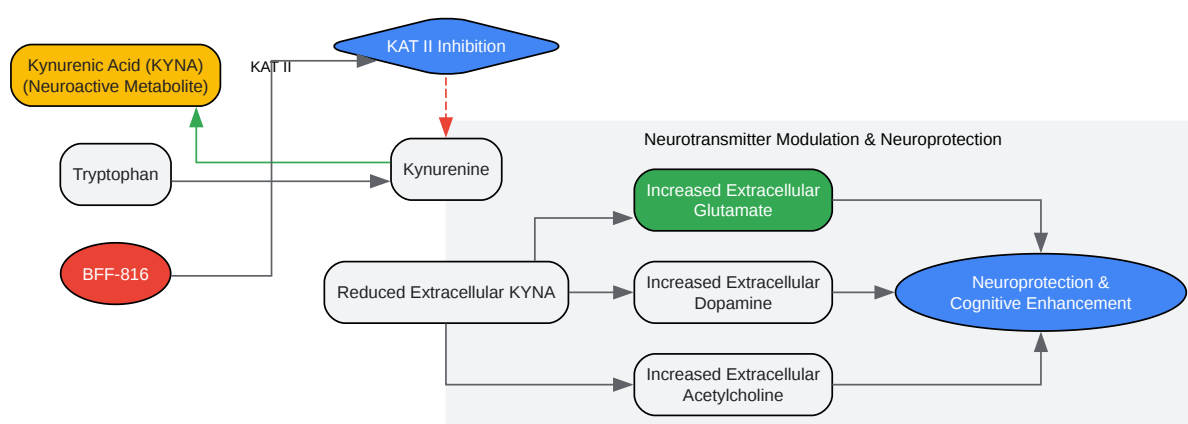 KAT II Inhibition
Kynurenic Acid (KYNA)
(Neuroactive Metabolite)
KAT II
Neurotransmitter Modulation & Neuroprotection
Tryptophan
Kynurenine
Increased Extracellular
Glutamate
BFF-816
Reduced Extracellular KYNA
Increased Extracellular
Dopamine
Neuroprotection &
Cognitive Enhancement
Increased Extracellular
Acetylcholine